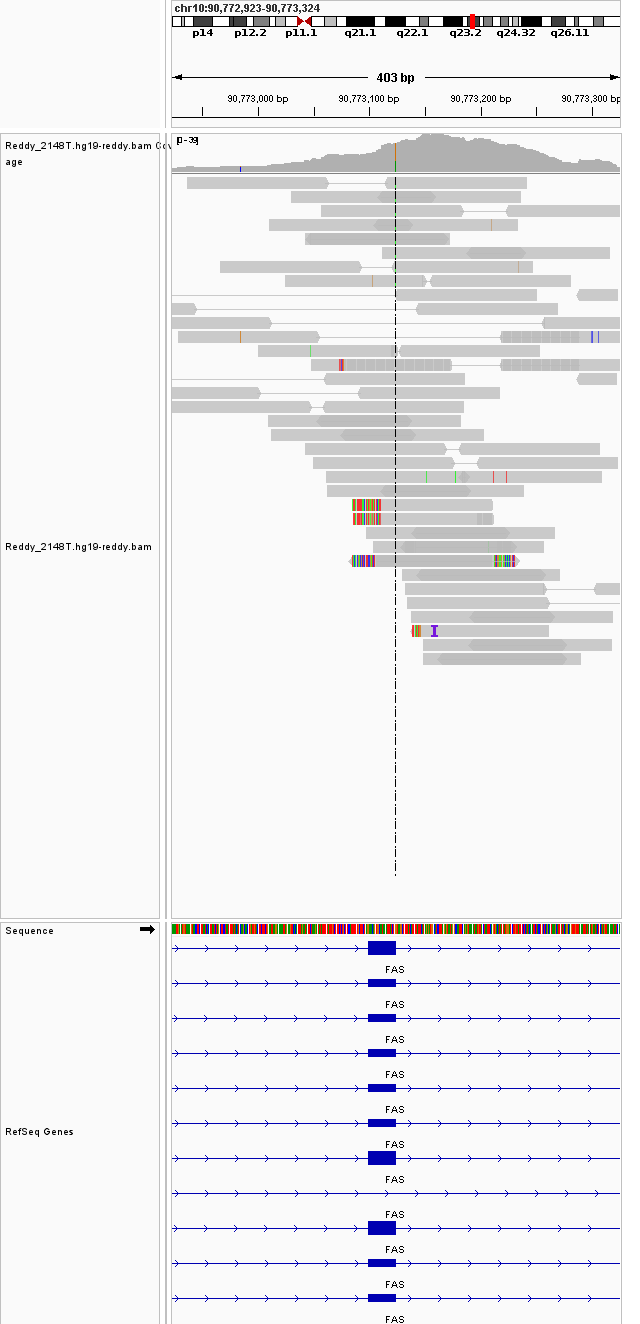 chr10:90,772,923-90,773,324
p14 p12.2 p11.1 q21.1 q22.1 q23.2 q24.32 q26.11
403 bp
90,773,000 bp 90,773,100 bp 90,773,200 bp 90,773,300 bp
[0-39]
Reddy_2148T.hg19-reddy.bam Cov
age
Reddy_2148T.hg19-reddy.bam
Sequence
FAS
FAS
FAS
FAS
FAS
RefSeq Genes
FAS
FAS
FAS
FAS
FAS
FAS